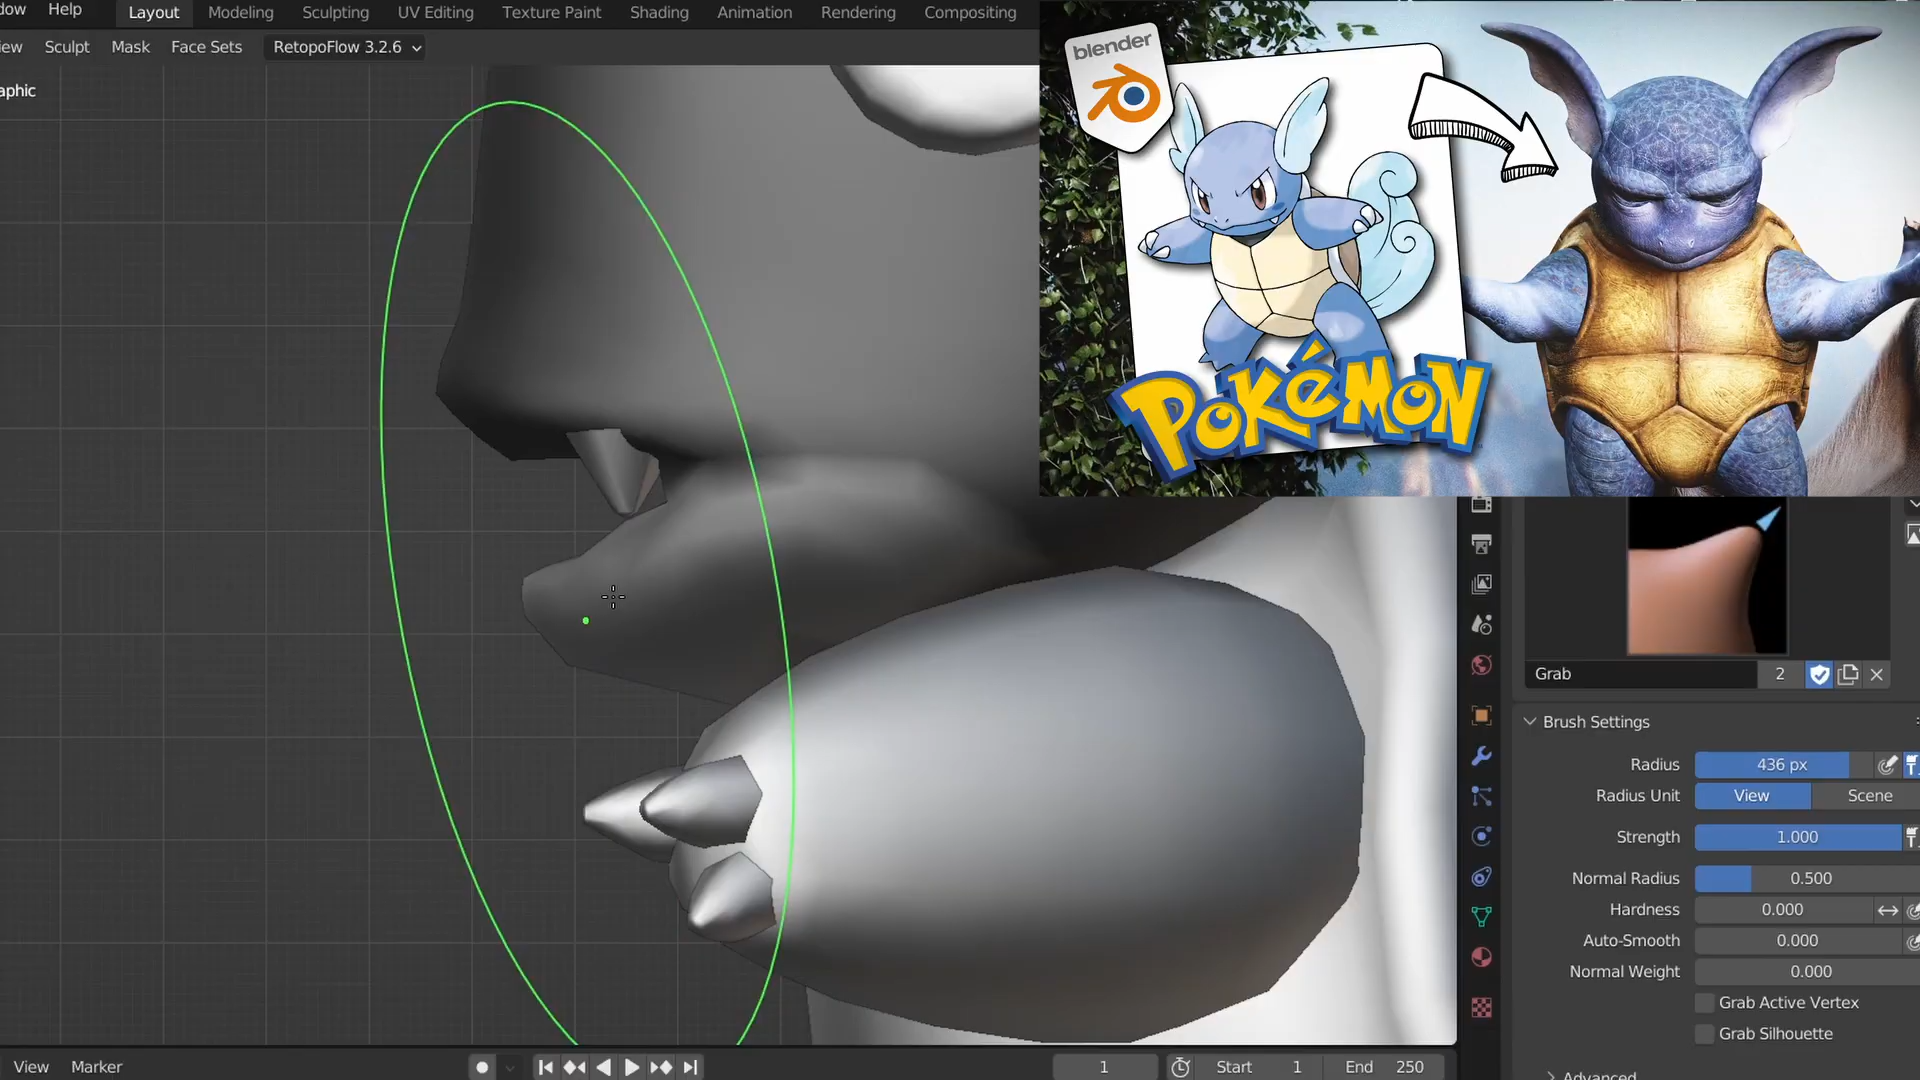 dow Help Layout Modeling Sculpting UV Editing Texture Paint Shading Animation Rendering Compositing
iew Sculpt Mask Face Sets RetopoFlow 3.2.6
aphic
blender
POKéMON
Grab 2
Brush Settings
Radius 436 px
Radius Unit View Scene
Strength 1.000
Normal Radius 0.500
Hardness 0.000
Auto-Smooth 0.000
Normal Weight 0.000
Grab Active Vertex
Grab Silhouette
Advanced
View Marker 1 Start 1 End 250